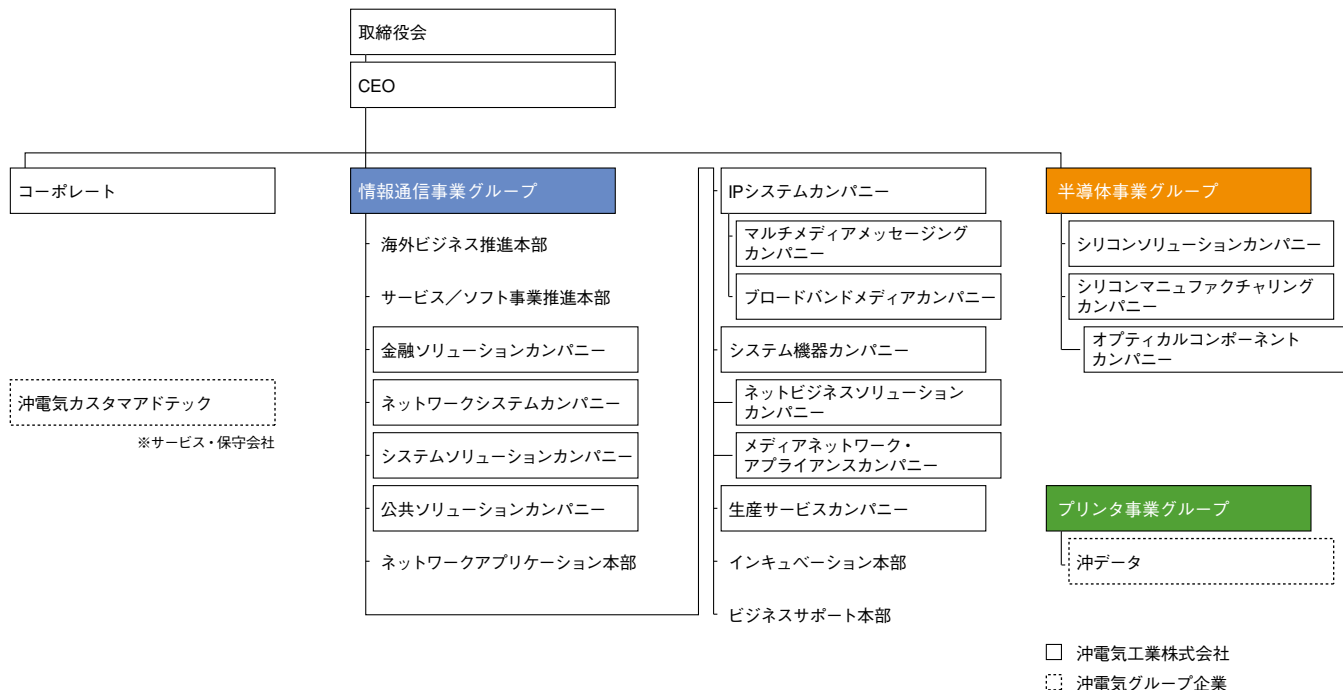 取締役会
CEO
コーポレート
沖電気カスタマアドテック
※サービス・保守会社
情報通信事業グループ
海外ビジネス推進本部
サービス／ソフト事業推進本部
金融ソリューションカンパニー
ネットワークシステムカンパニー
システムソリューションカンパニー
公共ソリューションカンパニー
ネットワークアプリケーション本部
IPシステムカンパニー
マルチメディアメッセージング
カンパニー
ブロードバンドメディアカンパニー
システム機器カンパニー
ネットビジネスソリューション
カンパニー
メディアネットワーク・
アプライアンスカンパニー
生産サービスカンパニー
インキュベーション本部
ビジネスサポート本部
半導体事業グループ
シリコンソリューションカンパニー
シリコンマニュファクチャリング
カンパニー
オプティカルコンポーネント
カンパニー
プリンタ事業グループ
沖データ
沖電気工業株式会社
沖電気グループ企業